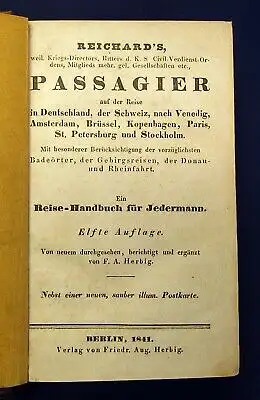 REICHARD'S,
weil. Kriegs-Directors, Ritters d. K. S. Civil-Verdienst-Or-
dens, Mitglieds mehr. gel. Gesellschaften etc.,
PASSAGIER
auf der Reise
in Deutschland, der Schweiz, nach Venedig,
Amsterdam, Brüssel, Kopenhagen, Paris,
St. Petersburg und Stockholm.
Mit besonderer Berücksichtigung der vorzüglichsten
Badeörter, der Gebirgsreisen, der Donau-
und Rheinfahrt.
Ein
Reise-Handbuch für Jedermann.
Elfte Auflage.
Von neuem durchgesehen, berichtigt und ergänzt
von F. A. Herbig.
Nebst einer neuen, sauber illum. Postkarte.
BERLIN, 1841.
Verlag von Friedr. Aug. Herbig.